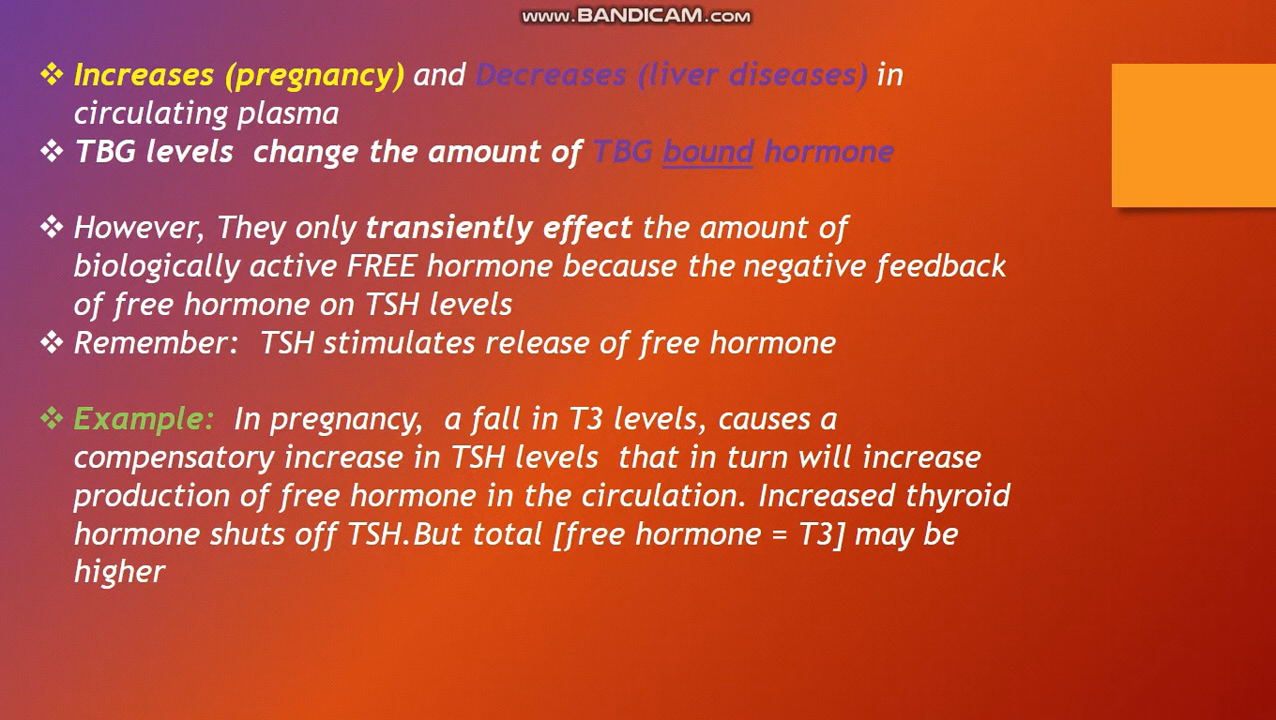 www.BANDICAM.com
❖ Increases (pregnancy) and Decreases (liver diseases) in
circulating plasma
❖ TBG levels change the amount of TBG bound hormone
❖ However, They only transiently effect the amount of
biologically active FREE hormone because the negative feedback
of free hormone on TSH levels
❖ Remember: TSH stimulates release of free hormone
❖ Example: In pregnancy, a fall in T3 levels, causes a
compensatory increase in TSH levels that in turn will increase
production of free hormone in the circulation. Increased thyroid
hormone shuts off TSH.But total [free hormone = T3] may be
higher